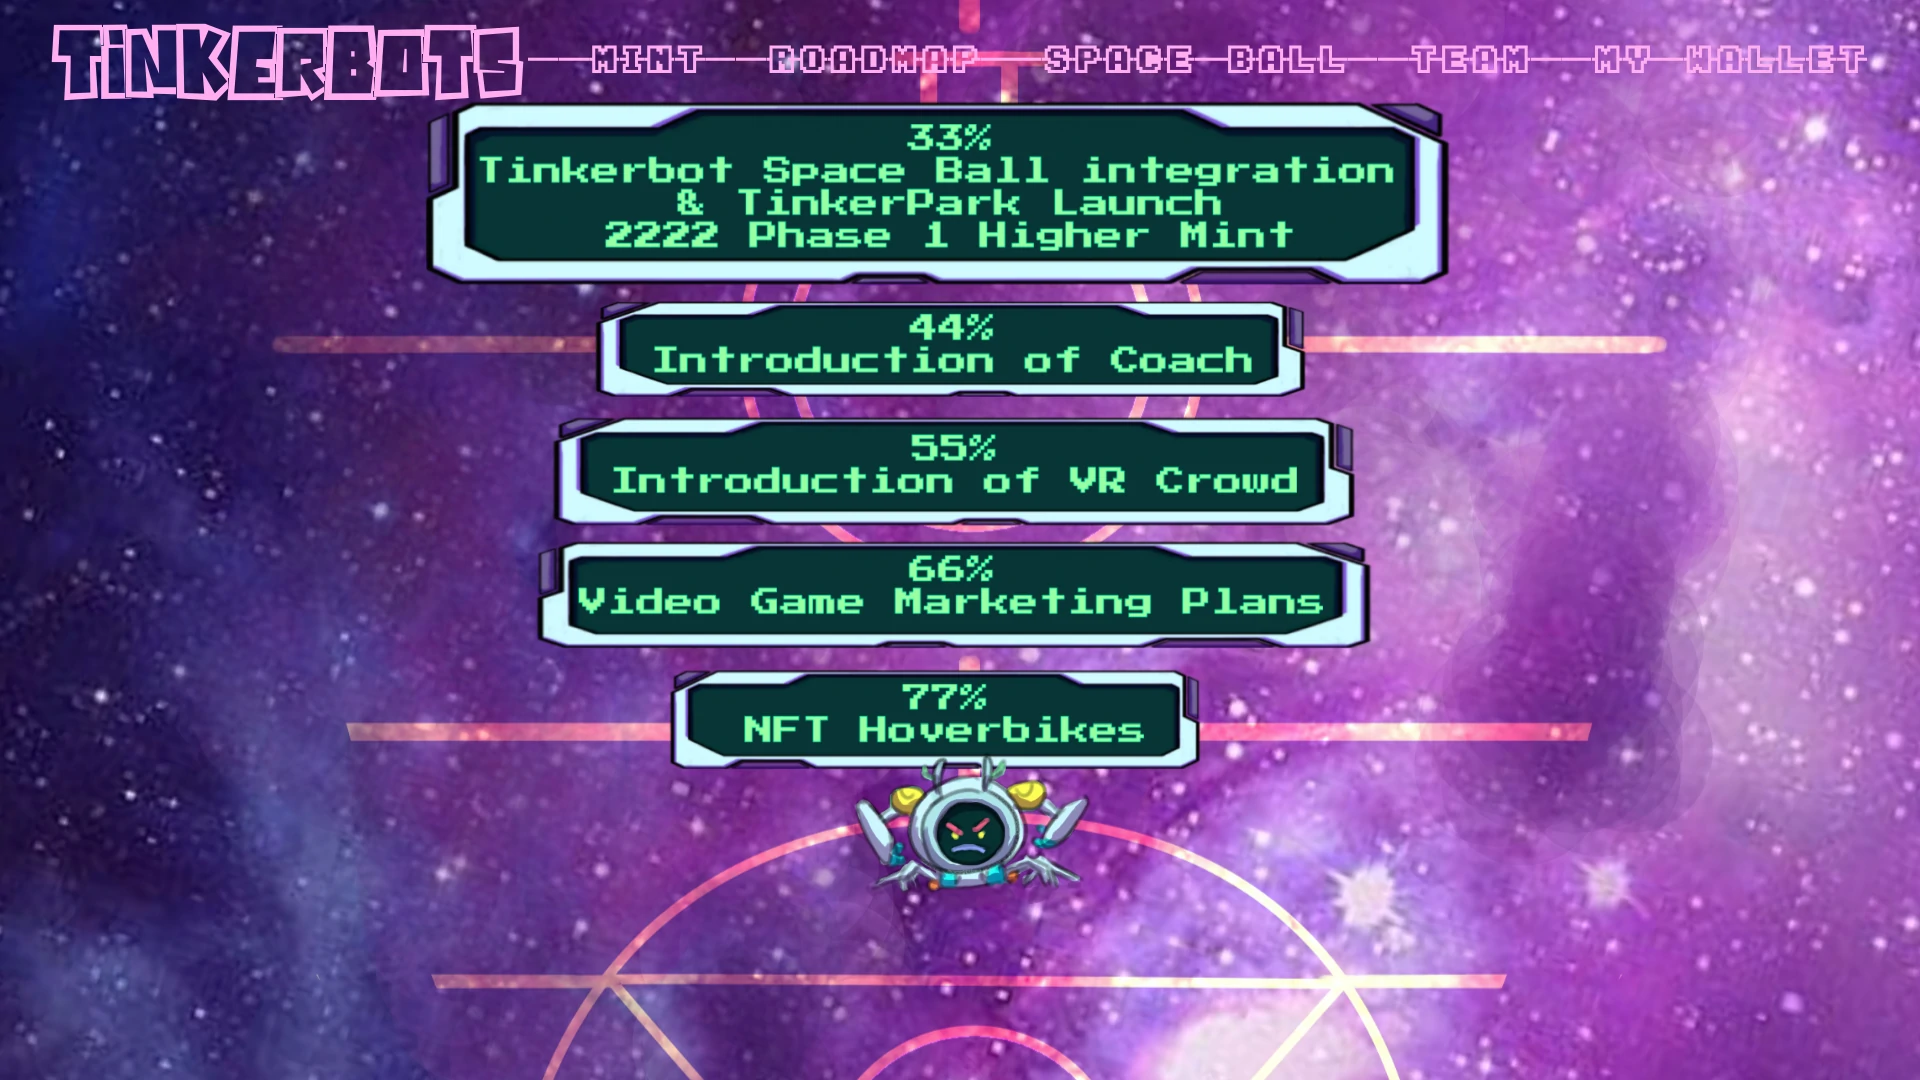 TiNKERBOTS
MINT ROADMAP SPACE BALL TEAM MY WALLET
33%
Tinkerbot Space Ball integration
& TinkerPark Launch
2222 Phase 1 Higher Mint
44%
Introduction of Coach
55%
Introduction of VR Crowd
66%
Video Game Marketing Plans
77%
NFT Hoverbikes